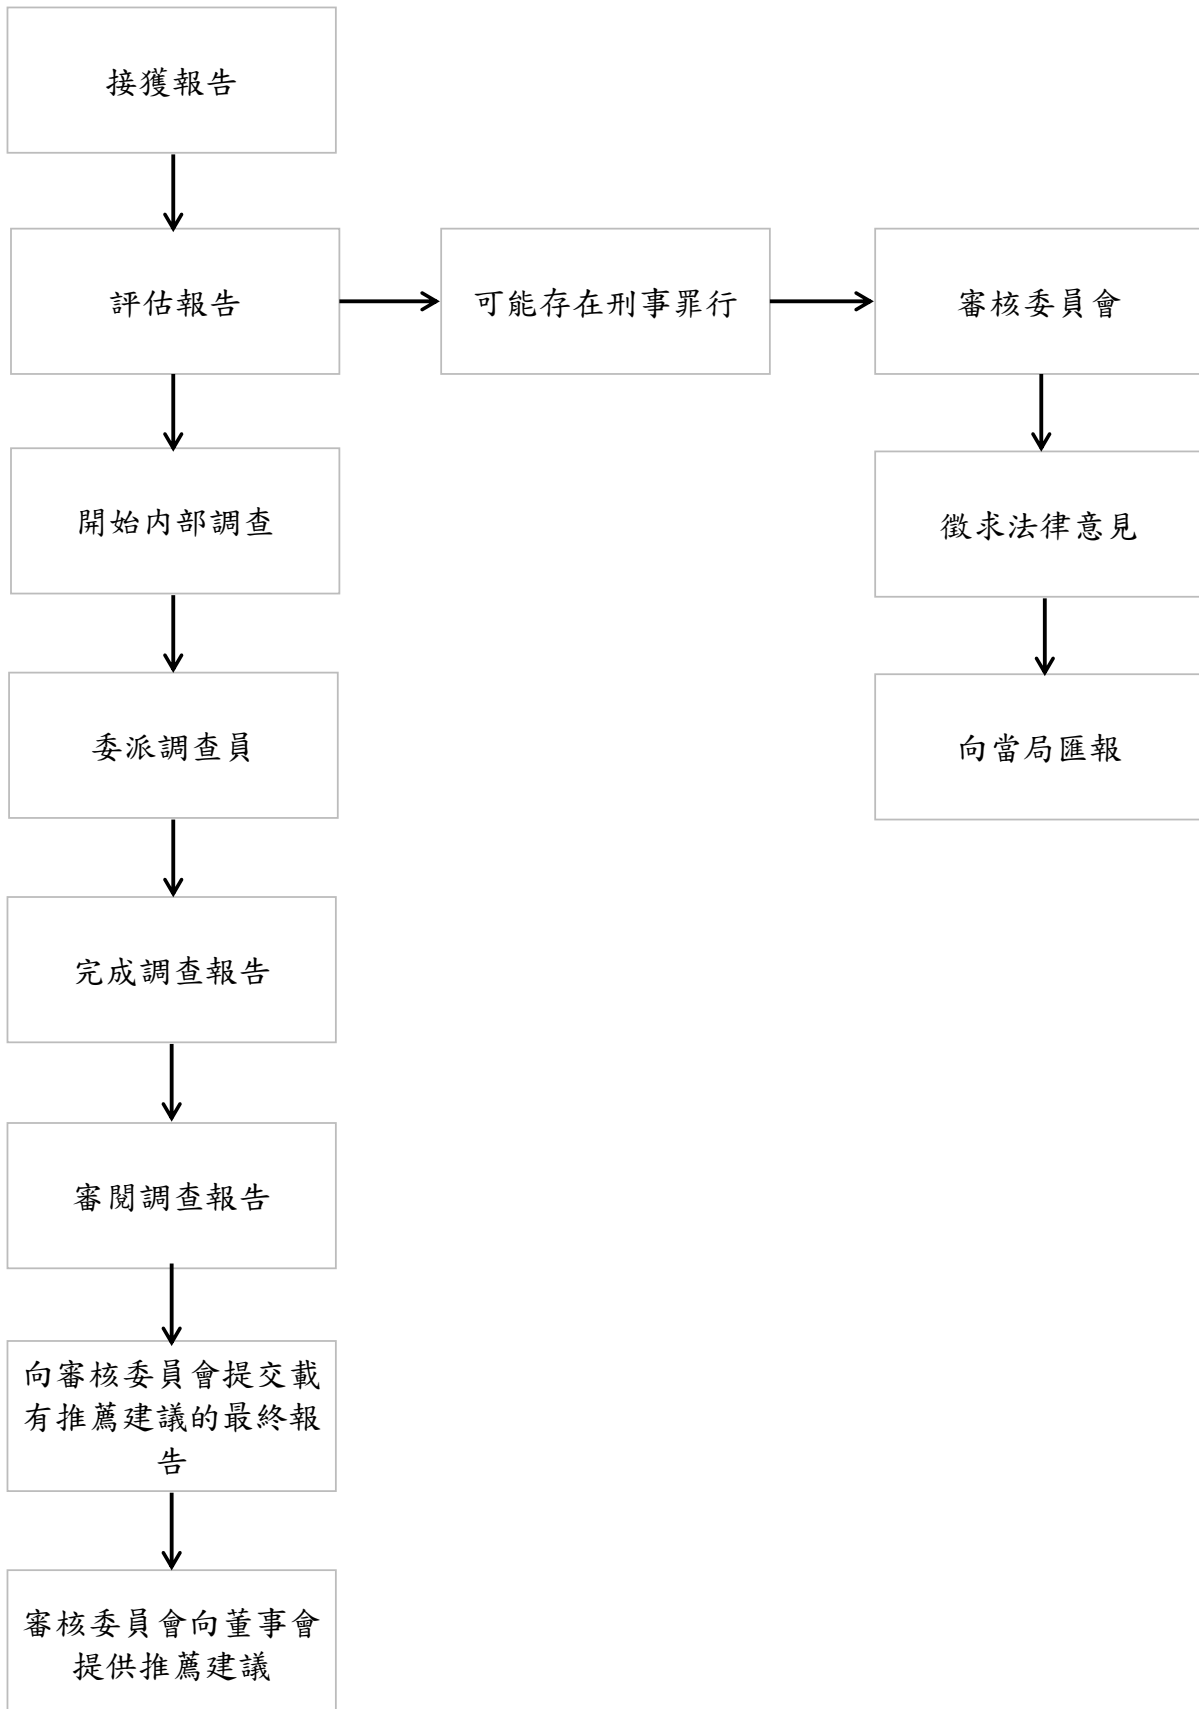 接獲報告
評估報告
可能存在刑事罪行
審核委員會
開始內部調查
徵求法律意見
委派調查員
向當局匯報
完成調查報告
審閱調查報告
向審核委員會提交載
有推薦建議的最終報
告
審核委員會向董事會
提供推薦建議